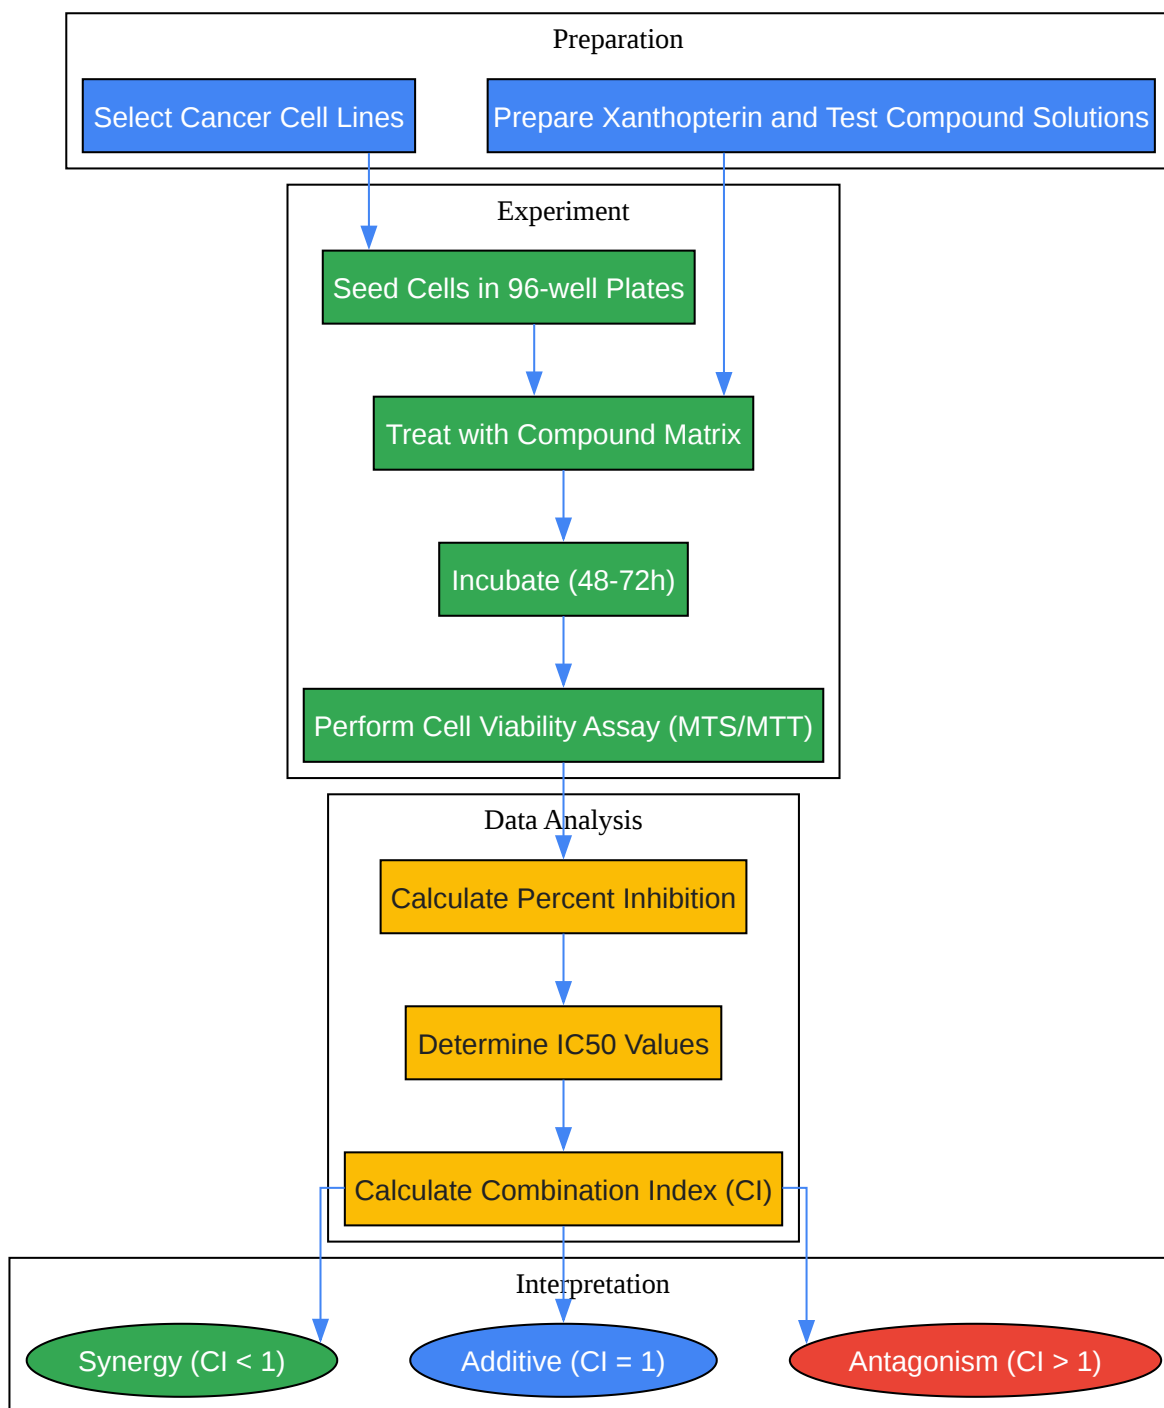 Preparation
Select Cancer Cell Lines
Prepare Xanthopterin and Test Compound Solutions
Experiment
Seed Cells in 96-well Plates
Treat with Compound Matrix
Incubate (48-72h)
Perform Cell Viability Assay (MTS/MTT)
Data Analysis
Calculate Percent Inhibition
Determine IC50 Values
Calculate Combination Index (CI)
Interpretation
Synergy (CI < 1)
Additive (CI = 1)
Antagonism (CI > 1)